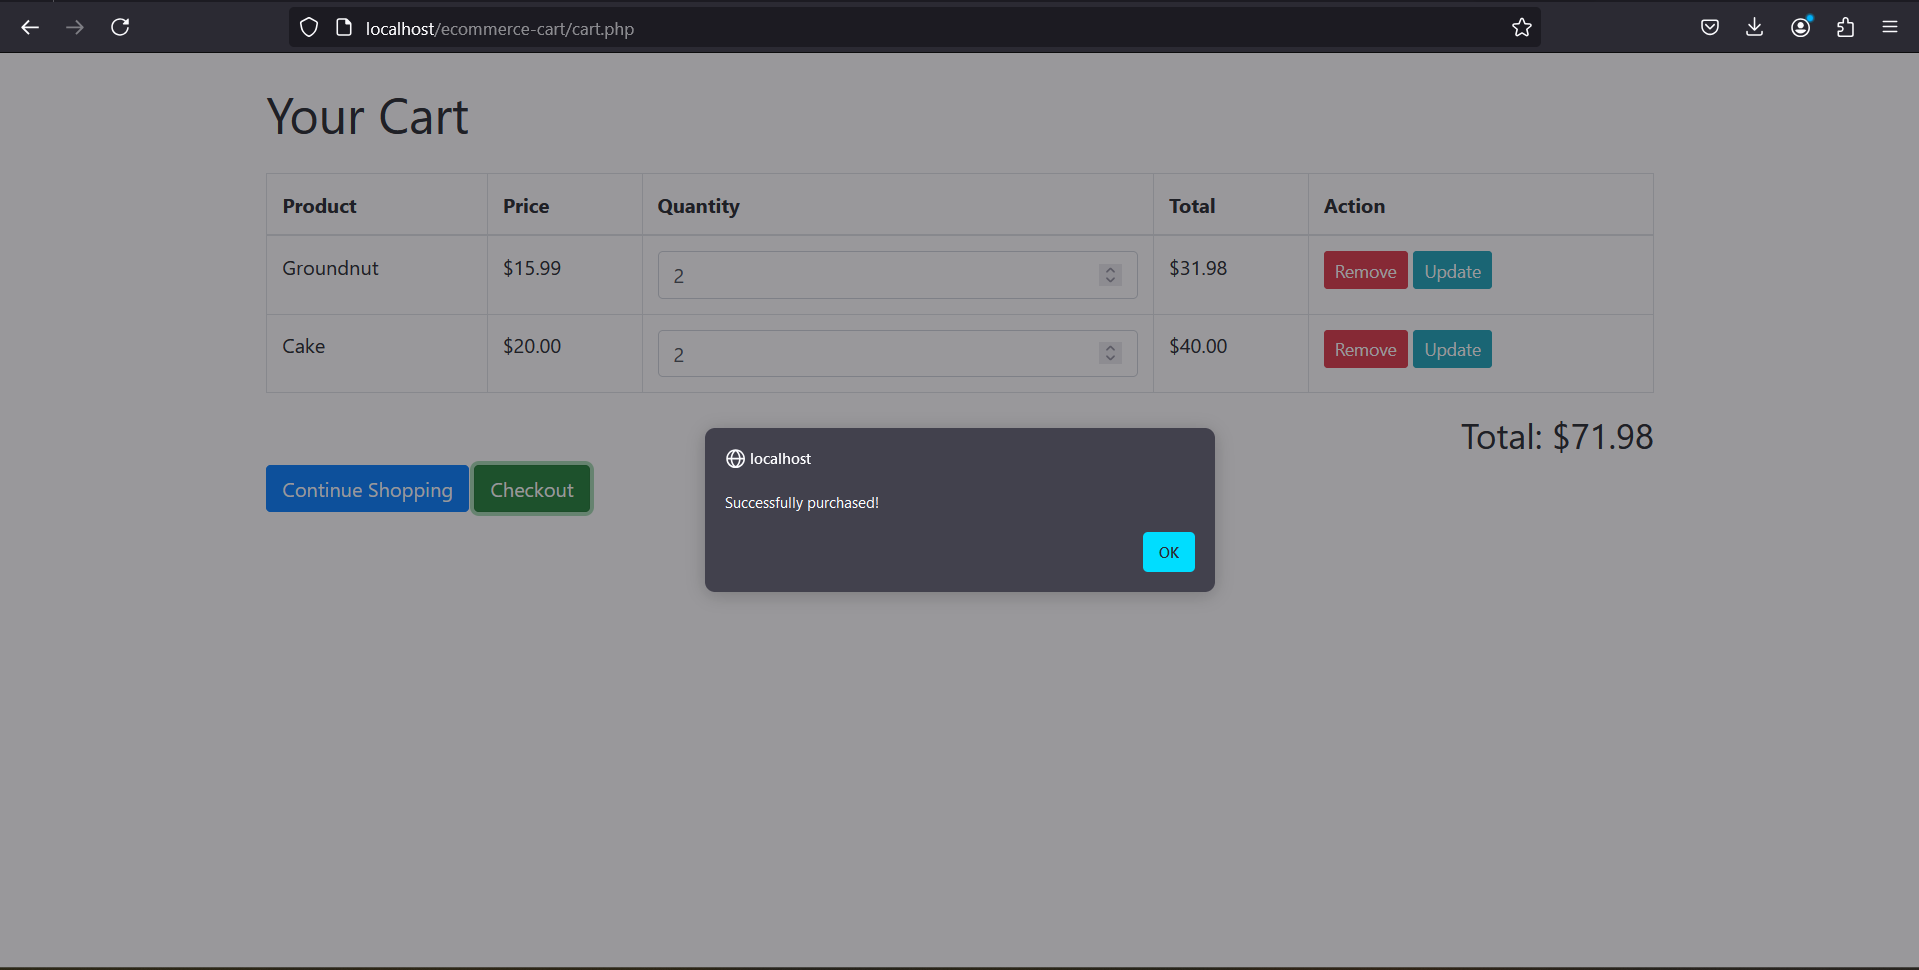 localhost/ecommerce-cart/cart.php
Your Cart
Product Price Quantity Total Action
Groundnut $15.99 2 $31.98 Remove Update
Cake $20.00 2 $40.00 Remove Update
Total: $71.98
Continue Shopping Checkout
localhost
Successfully purchased!
OK